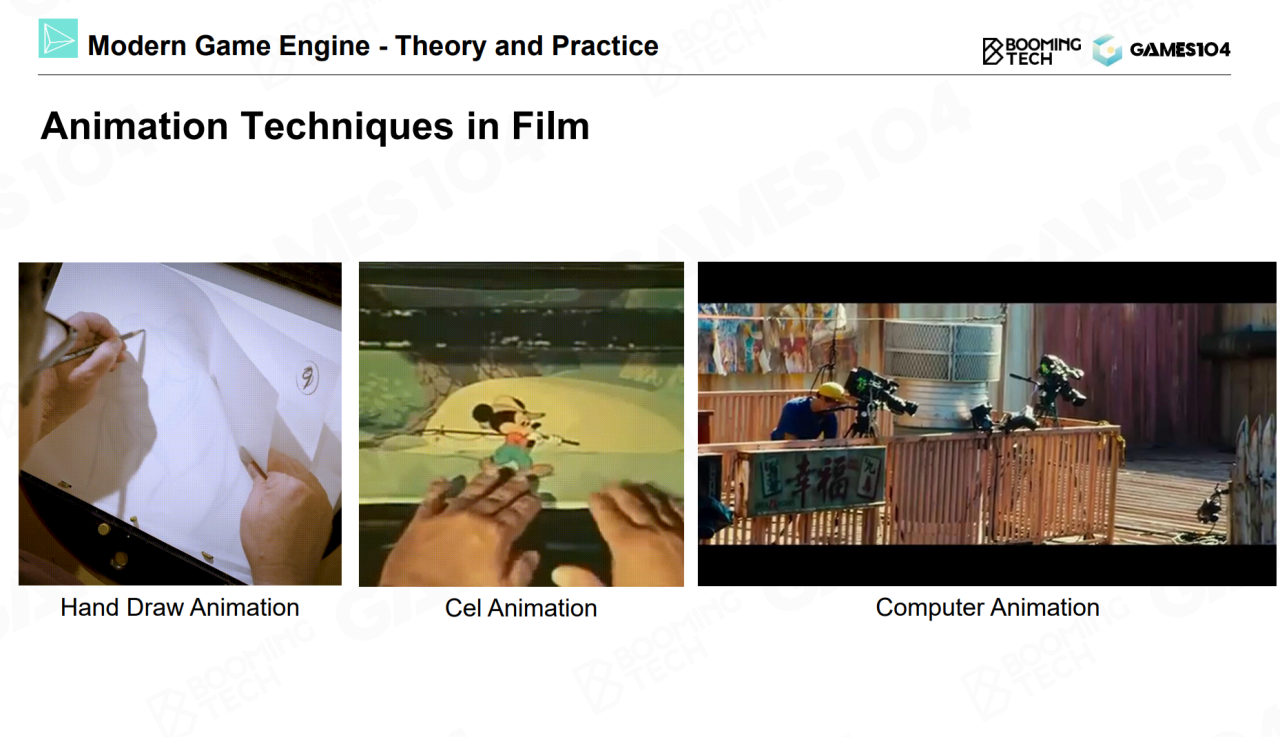 Modern Game Engine - Theory and Practice
BOOMING
TECH
GAMES104
Animation Techniques in Film
9
幸福
Hand Draw Animation
Cel Animation
Computer Animation